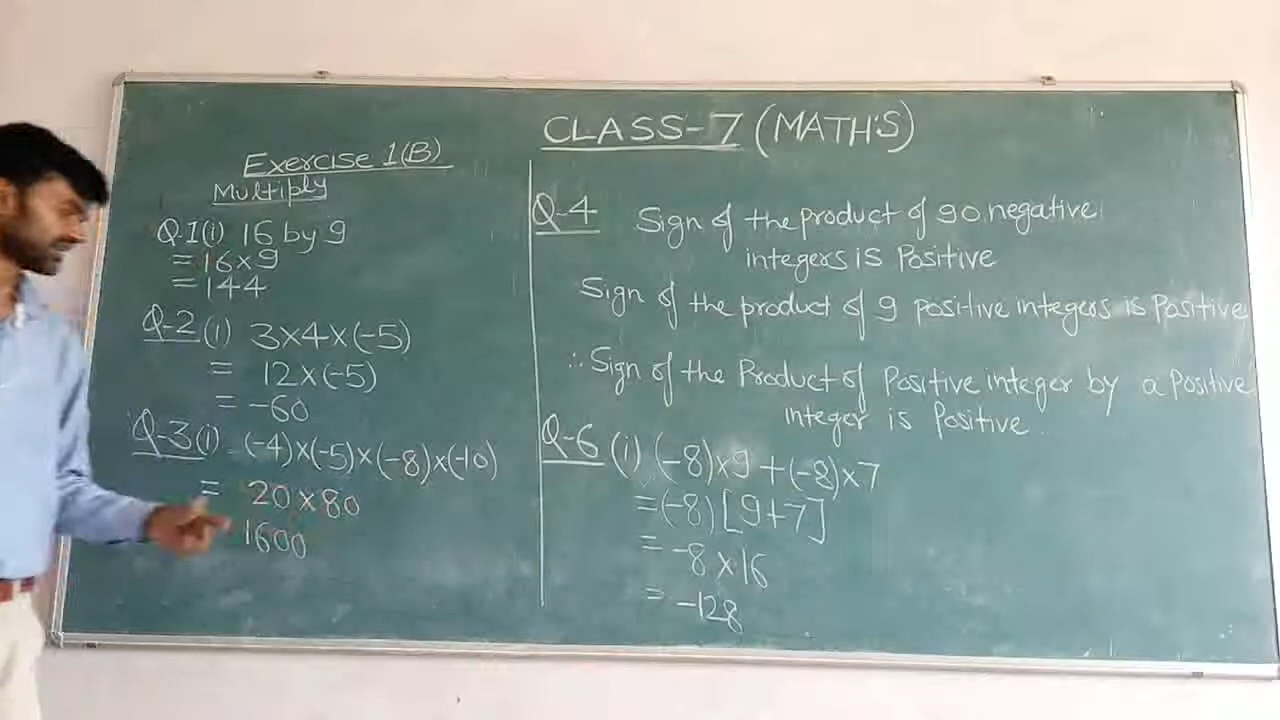 CLASS-7 (MATH'S)
Exercise 1(B)
Multiply
Q.1(i) 16 by 9
= 16×9
= 144
Q-2 (i) 3×4×(-5)
= 12×(-5)
= -60
Q-3(i) (-4)×(-5)×(-8)×(-10)
= 20×80
1600
Q-4 Sign of the product of 90 negative
integers is Positive
Sign of the product of 9 positive integers is Positive
∴ Sign of the Product of Positive integer by a Positive
integer is Positive
Q-6 (i) (-8)×9+(-8)×7
=(-8)[9+7]
= -8×16
= -128